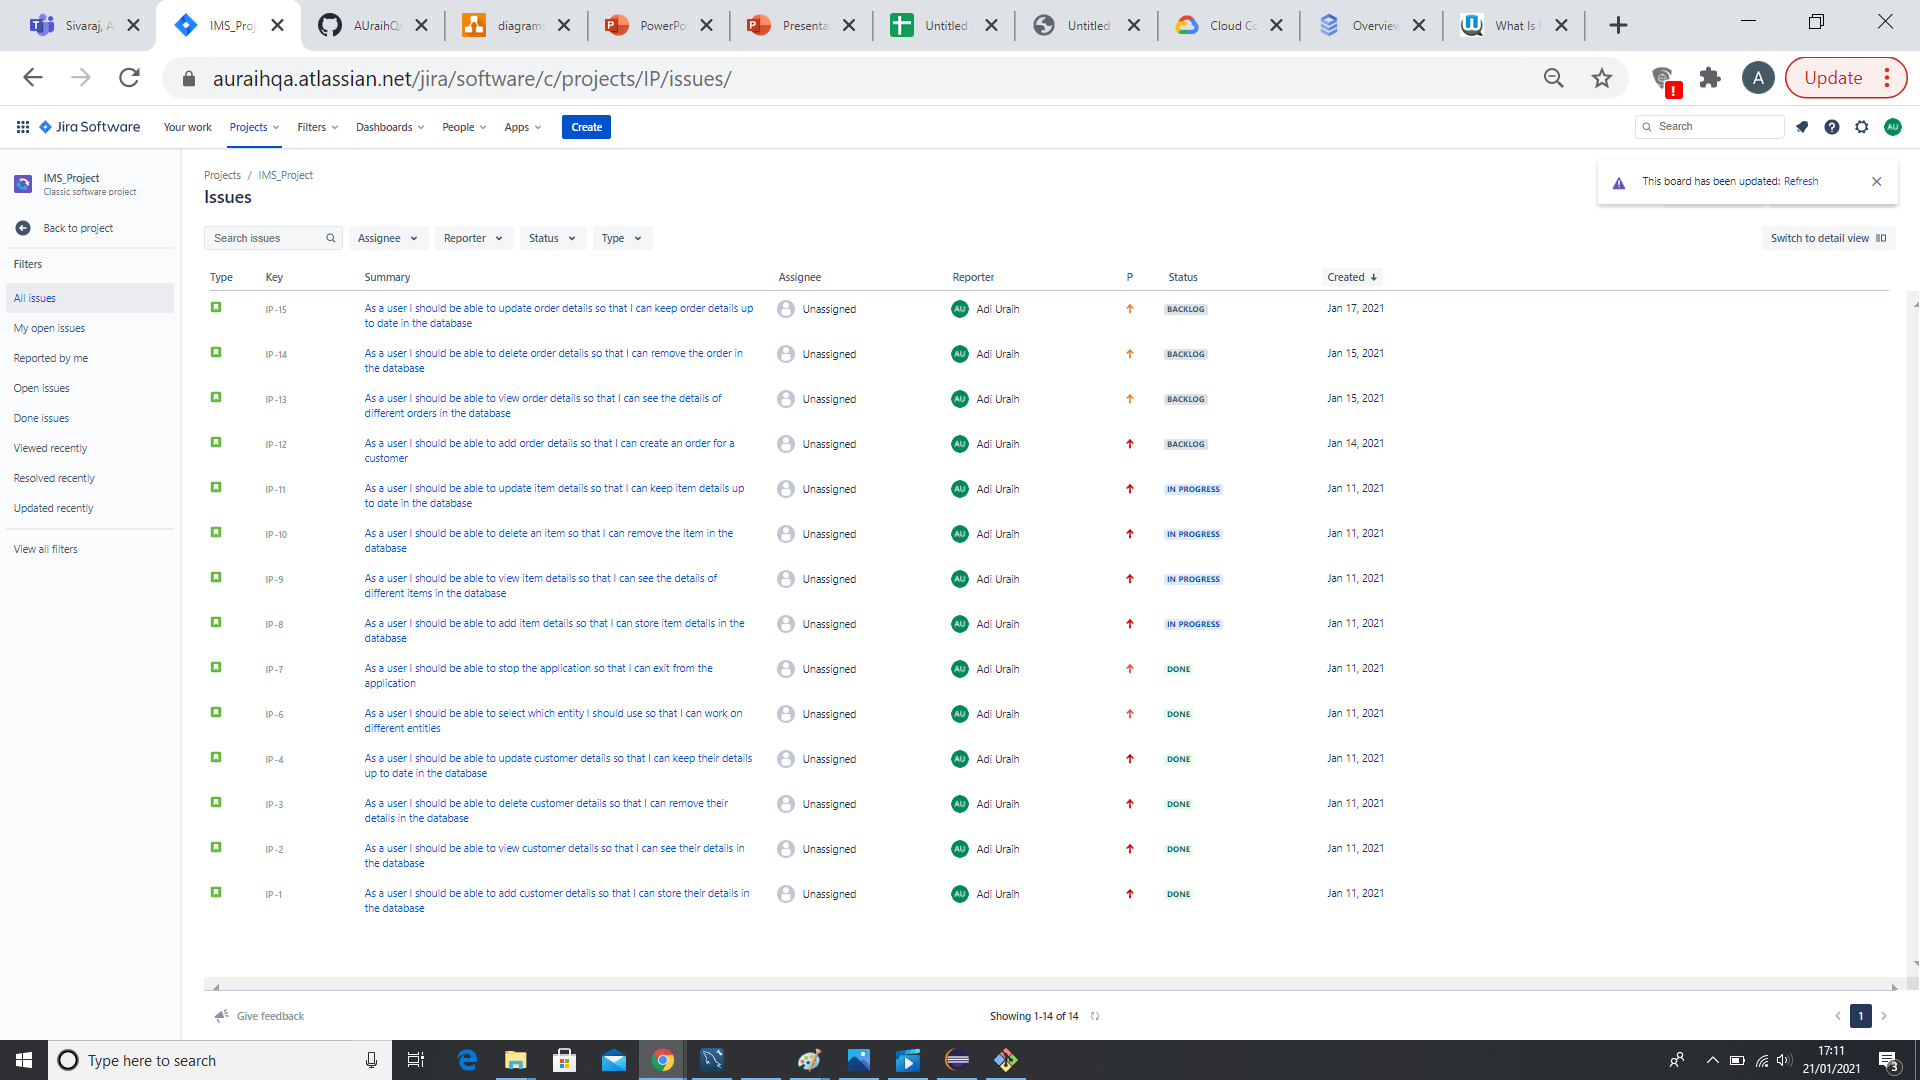 Sivaraj, A
IMS_Proj
AUraihQ
diagrams
PowerPo
Presenta
Untitled
Untitled
Cloud Co
Overview
What Is
auraihqa.atlassian.net/jira/software/c/projects/IP/issues/
A
Update
Jira Software
Your work
Projects
Filters
Dashboards
People
Apps
Create
Search
AU
IMS_Project
Classic software project
Back to project
Filters
All issues
My open issues
Reported by me
Open issues
Done issues
Viewed recently
Resolved recently
Updated recently
View all filters
Projects / IMS_Project
Issues
This board has been updated: Refresh
Search issues
Assignee
Reporter
Status
Type
Switch to detail view
Type Key Summary Assignee Reporter P Status Created
IP-15 As a user I should be able to update order details so that I can keep order details up Unassigned AU Adi Uraih BACKLOG Jan 17, 2021
to date in the database
IP-14 As a user I should be able to delete order details so that I can remove the order in Unassigned AU Adi Uraih BACKLOG Jan 15, 2021
the database
IP-13 As a user I should be able to view order details so that I can see the details of Unassigned AU Adi Uraih BACKLOG Jan 15, 2021
different orders in the database
IP-12 As a user I should be able to add order details so that I can create an order for a Unassigned AU Adi Uraih BACKLOG Jan 14, 2021
customer
IP-11 As a user I should be able to update item details so that I can keep item details up Unassigned AU Adi Uraih IN PROGRESS Jan 11, 2021
to date in the database
IP-10 As a user I should be able to delete an item so that I can remove the item in the Unassigned AU Adi Uraih IN PROGRESS Jan 11, 2021
database
IP-9 As a user I should be able to view item details so that I can see the details of Unassigned AU Adi Uraih IN PROGRESS Jan 11, 2021
different items in the database
IP-8 As a user I should be able to add item details so that I can store item details in the Unassigned AU Adi Uraih IN PROGRESS Jan 11, 2021
database
IP-7 As a user I should be able to stop the application so that I can exit from the Unassigned AU Adi Uraih DONE Jan 11, 2021
application
IP-6 As a user I should be able to select which entity I should use so that I can work on Unassigned AU Adi Uraih DONE Jan 11, 2021
different entities
IP-4 As a user I should be able to update customer details so that I can keep their details Unassigned AU Adi Uraih DONE Jan 11, 2021
up to date in the database
IP-3 As a user I should be able to delete customer details so that I can remove their Unassigned AU Adi Uraih DONE Jan 11, 2021
details in the database
IP-2 As a user I should be able to view customer details so that I can see their details in Unassigned AU Adi Uraih DONE Jan 11, 2021
the database
IP-1 As a user I should be able to add customer details so that I can store their details in Unassigned AU Adi Uraih DONE Jan 11, 2021
the database
Give feedback
Showing 1-14 of 14
1
Type here to search
17:11
21/01/2021
3